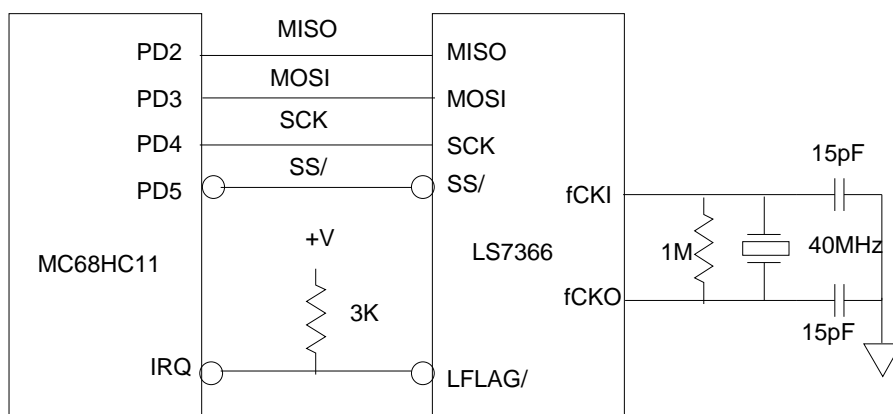 MISO
PD2
MISO
MOSI
PD3
MOSI
SCK
PD4
SCK
SS/
PD5
SS/
15pF
fCKI
+V
MC68HC11
LS7366
1M
40MHz
3K
fCKO
15pF
IRQ
LFLAG/